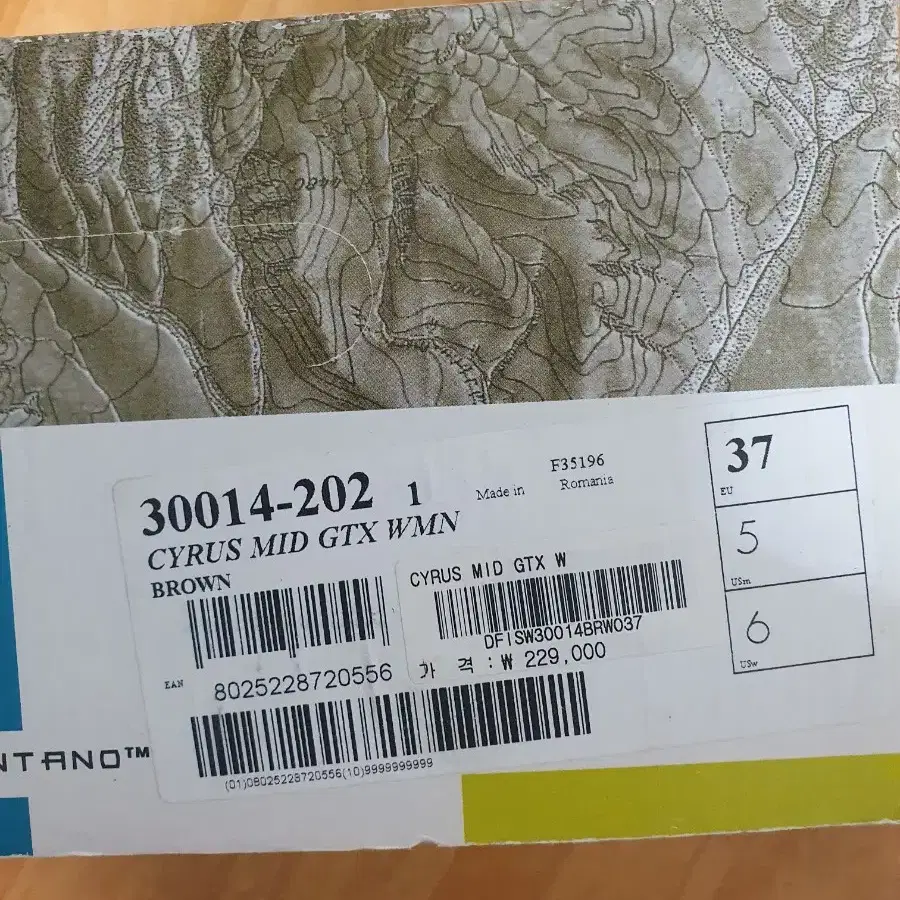 30014-202 1
Made in
F35196
Romania
CYRUS MID GTX WMN
BROWN
37
EU
5
USm
6
USw
CYRUS MID GTX W
DFISW30014BRW037
가 격 : ₩ 229,000
EAN
8025228720556
(01)08025228720556(10)9999999999
NTANO™